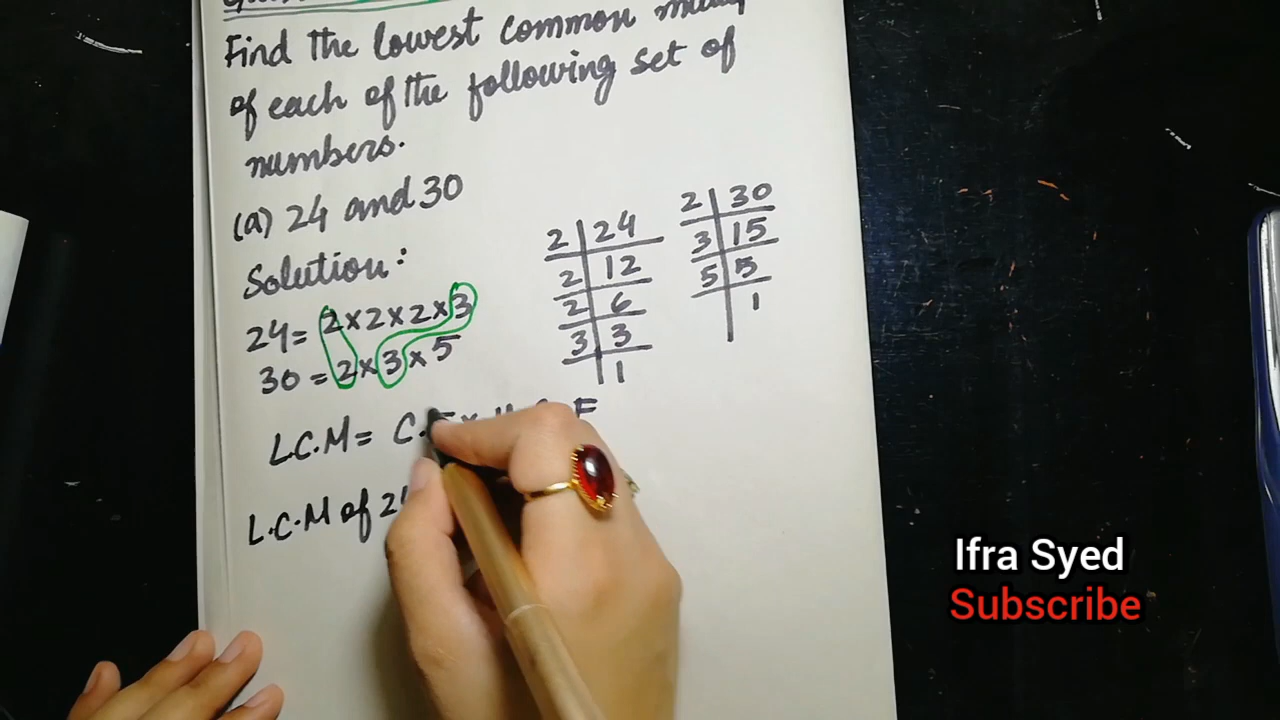 Find the lowest common
of each of the following set of
numbers.
(a) 24 and 30
Solution:
24= 2×2×2×3
30 = 2×3×5
L.C.M= C.
L.C.M of
2 24
2 12
2 6
3 3
1
2 30
3 15
5 5
1
Ifra Syed
Subscribe